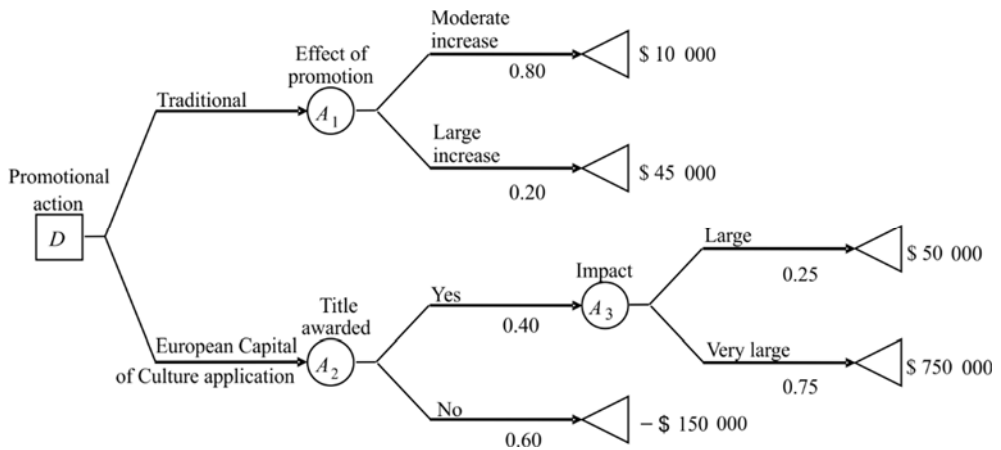 Promotional
action
D
Traditional
Effect of
promotion
A1
Moderate
increase
0.80
$ 10 000
Large
increase
0.20
$ 45 000
European Capital
of Culture application
Title
awarded
A2
Yes
0.40
Impact
A3
Large
0.25
$ 50 000
Very large
0.75
$ 750 000
No
0.60
– $ 150 000